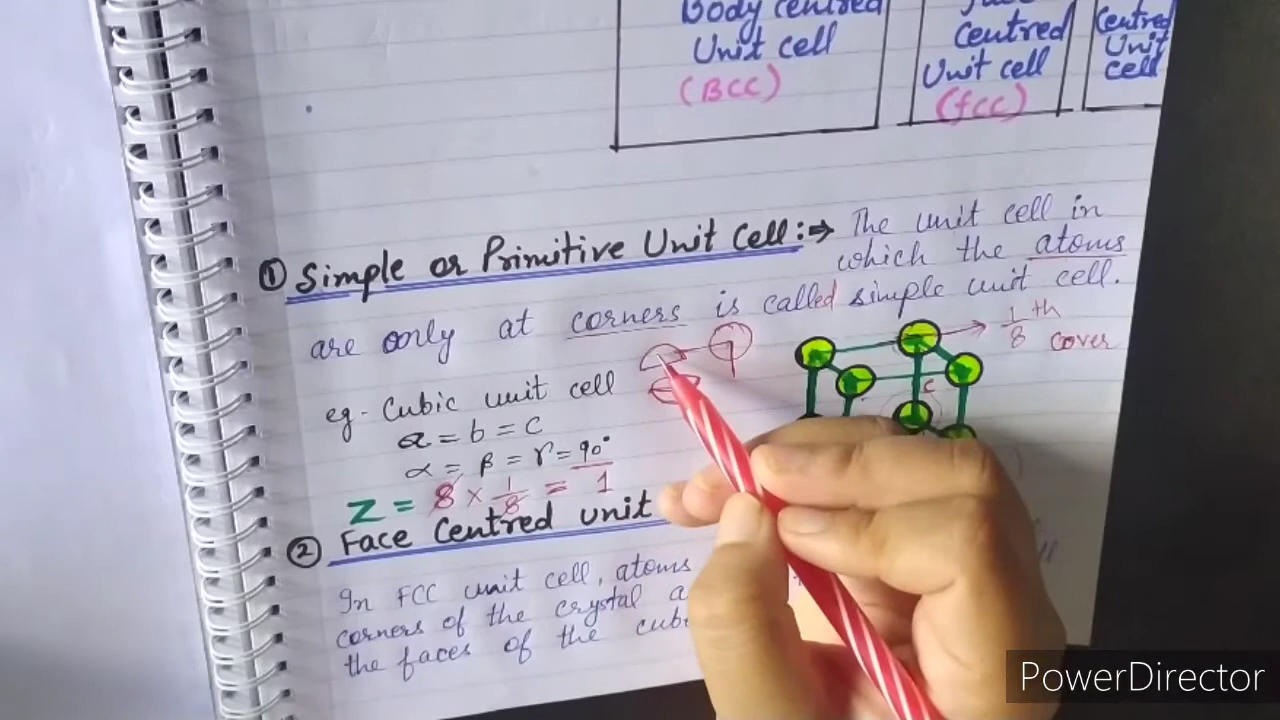 Body centred
Unit cell
(BCC)
Centred
Unit cell
(fcc)
Centred
Unit
cell
① Simple or Primitive Unit Cell:⇒ The unit cell in
which the atoms
are only at corners is called simple unit cell.
1/8 th
cover
eg - Cubic unit cell
a = b = c
α = β = γ = 90°
c
Z = 8 × 1/8 = 1
② Face Centred unit
In FCC unit cell, atoms
corners of the crystal a
the faces of the cube
PowerDirector